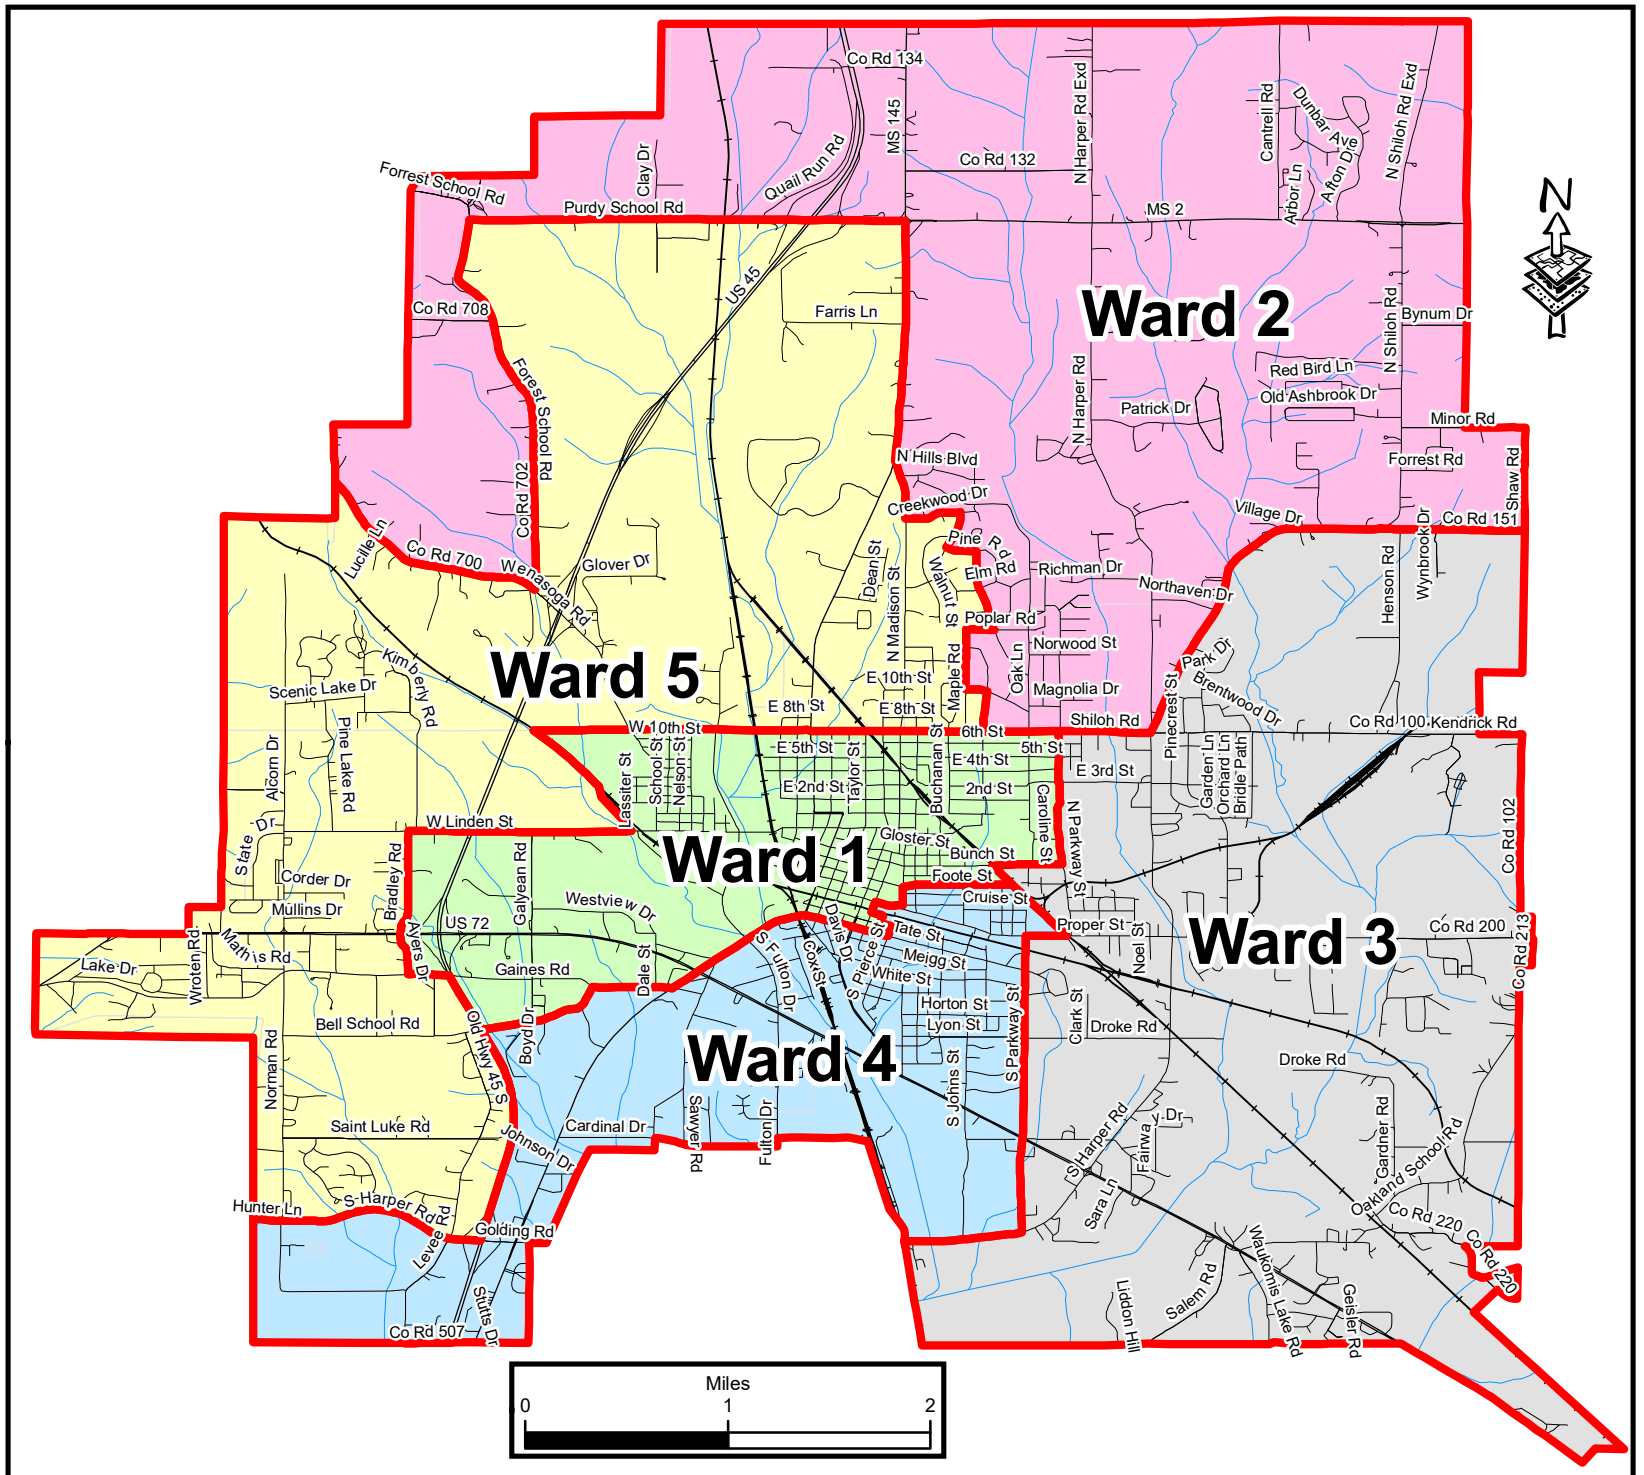 Co Rd 134
MS 145
N Harper Rd Exd
Cantrell Rd
Dunbar Ave
N Shiloh Rd Exd
Clay Dr
Quail Run Rd
Co Rd 132
Afton Dr
Arbor Ln
Forrest School Rd
Purdy School Rd
MS 2
N
US 45
Co Rd 708
Farris Ln
Ward 2
N Shiloh Rd
Bynum Dr
Forest School Rd
N Harper Rd
Red Bird Ln
Old Ashbrook Dr
Patrick Dr
Minor Rd
N Hills Blvd
Forrest Rd
Shaw Rd
Co Rd 702
Creekwood Dr
Village Dr
Wynbrook Dr
Co Rd 151
Lucille Ln
Co Rd 700
Wenasoga Rd
Glover Dr
Dean St
N Madison St
Walnut St
Pine Rd
Elm Rd
Richman Dr
Northaven Dr
Henson Rd
Poplar Rd
Norwood St
Kimberly Rd
Ward 5
Scenic Lake Dr
E 10th St
Maple Rd
Oak Ln
Magnolia Dr
Park Dr
Brentwood Dr
Pinecrest St
Alcorn Dr
Pine Lake Rd
W 10th St
E 8th St
E 8th St
6th St
Shiloh Rd
Co Rd 100
Kendrick Rd
Lassiter St
School St
Nelson St
E 5th St
Taylor St
Buchanan St
5th St
E 4th St
E 3rd St
Garden Ln
Orchard Ln
Bridle Path
E 2nd St
2nd St
Caroline St
N Parkway St
Co Rd 102
State Dr
W Linden St
Ward 1
Gloster St
Bunch St
Corder Dr
Bradley Rd
Galyean Rd
Foote St
Mullins Dr
Westview Dr
Cruise St
US 72
Davis Dr
Tate St
Proper St
Noel St
Ward 3
Co Rd 200
Co Rd 213
Wroten Rd
Mathis Rd
Lake Dr
Ayers Dr
Gaines Rd
Dale St
S Fulton Dr
Cox St
S Pierce St
Meigg St
White St
Horton St
Lyon St
S Parkway St
Clark St
Droke Rd
Bell School Rd
Old Hwy 45 S
Boyd Dr
Ward 4
Droke Rd
Norman Rd
Saint Luke Rd
Johnson Dr
Cardinal Dr
Sawyer Rd
Fulton Dr
S Johns St
S Harper Rd
Fairway Dr
Gardner Rd
Oakland School Rd
Hunter Ln
S Harper Rd
Levee Rd
Golding Rd
Sara Ln
Co Rd 220
Co Rd 220
Liddon Hill
Salem Rd
Waukomis Lake Rd
Geisler Rd
Stutts Dr
Co Rd 507
Miles
0 1 2